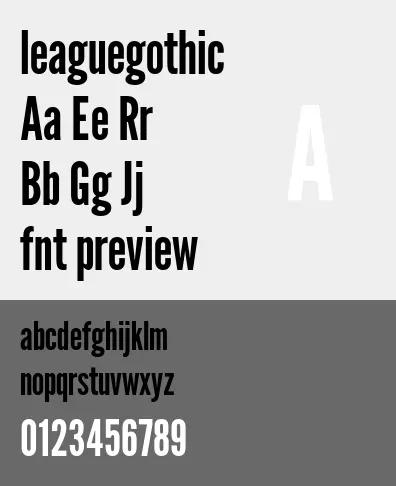 leaguegothic
Aa Ee Rr
A
Bb Gg Jj
fnt preview
abcdefghijklm
nopqrstuvwxyz
0123456789